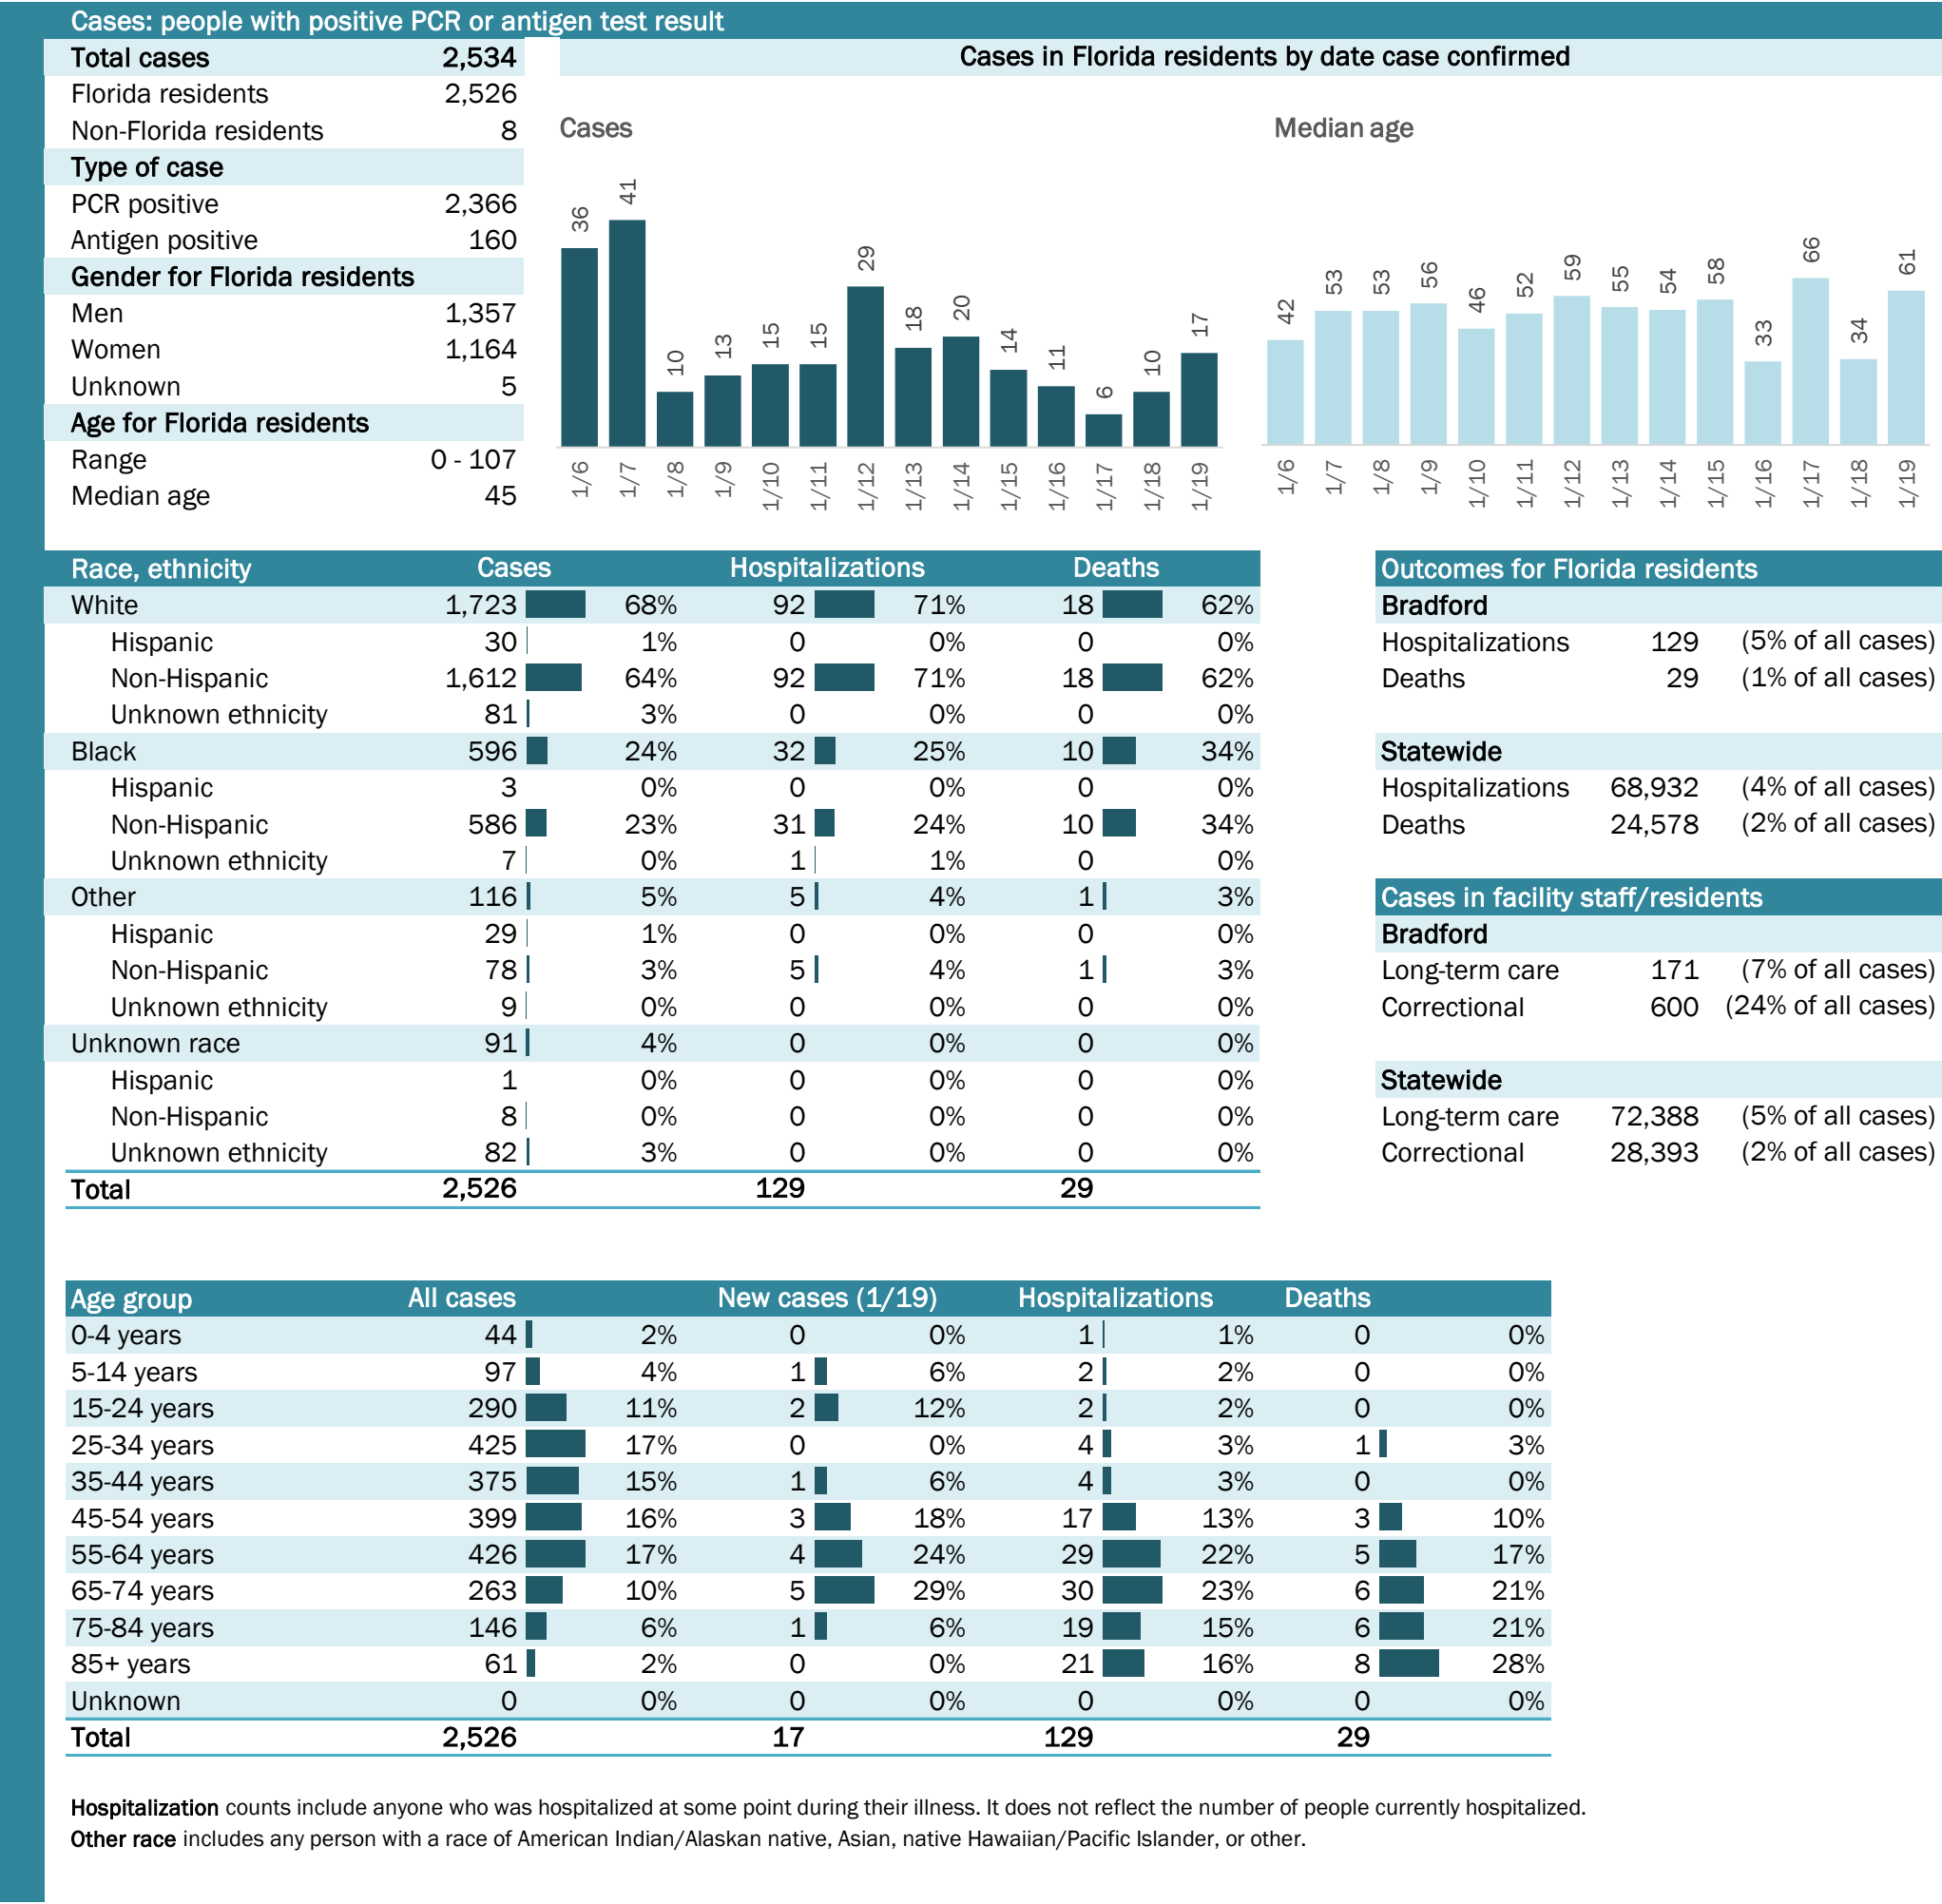 Cases: people with positive PCR or antigen test result
Total cases 2,534
Florida residents 2,526
Non-Florida residents 8
Type of case
PCR positive 2,366
Antigen positive 160
Gender for Florida residents
Men 1,357
Women 1,164
Unknown 5
Age for Florida residents
Range 0 - 107
Median age 45
Cases in Florida residents by date case confirmed
Cases
36 41 10 13 15 15 29 18 20 14 11 6 10 17
1/6 1/7 1/8 1/9 1/10 1/11 1/12 1/13 1/14 1/15 1/16 1/17 1/18 1/19
Median age
42 53 53 56 46 52 59 55 54 58 33 66 34 61
1/6 1/7 1/8 1/9 1/10 1/11 1/12 1/13 1/14 1/15 1/16 1/17 1/18 1/19
Race, ethnicity Cases Hospitalizations Deaths
White 1,723 68% 92 71% 18 62%
Hispanic 30 1% 0 0% 0 0%
Non-Hispanic 1,612 64% 92 71% 18 62%
Unknown ethnicity 81 3% 0 0% 0 0%
Black 596 24% 32 25% 10 34%
Hispanic 3 0% 0 0% 0 0%
Non-Hispanic 586 23% 31 24% 10 34%
Unknown ethnicity 7 0% 1 1% 0 0%
Other 116 5% 5 4% 1 3%
Hispanic 29 1% 0 0% 0 0%
Non-Hispanic 78 3% 5 4% 1 3%
Unknown ethnicity 9 0% 0 0% 0 0%
Unknown race 91 4% 0 0% 0 0%
Hispanic 1 0% 0 0% 0 0%
Non-Hispanic 8 0% 0 0% 0 0%
Unknown ethnicity 82 3% 0 0% 0 0%
Total 2,526 129 29
Outcomes for Florida residents
Bradford
Hospitalizations 129 (5% of all cases)
Deaths 29 (1% of all cases)
Statewide
Hospitalizations 68,932 (4% of all cases)
Deaths 24,578 (2% of all cases)
Cases in facility staff/residents
Bradford
Long-term care 171 (7% of all cases)
Correctional 600 (24% of all cases)
Statewide
Long-term care 72,388 (5% of all cases)
Correctional 28,393 (2% of all cases)
Age group All cases New cases (1/19) Hospitalizations Deaths
0-4 years 44 2% 0 0% 1 1% 0 0%
5-14 years 97 4% 1 6% 2 2% 0 0%
15-24 years 290 11% 2 12% 2 2% 0 0%
25-34 years 425 17% 0 0% 4 3% 1 3%
35-44 years 375 15% 1 6% 4 3% 0 0%
45-54 years 399 16% 3 18% 17 13% 3 10%
55-64 years 426 17% 4 24% 29 22% 5 17%
65-74 years 263 10% 5 29% 30 23% 6 21%
75-84 years 146 6% 1 6% 19 15% 6 21%
85+ years 61 2% 0 0% 21 16% 8 28%
Unknown 0 0% 0 0% 0 0% 0 0%
Total 2,526 17 129 29
Hospitalization counts include anyone who was hospitalized at some point during their illness. It does not reflect the number of people currently hospitalized.
Other race includes any person with a race of American Indian/Alaskan native, Asian, native Hawaiian/Pacific Islander, or other.